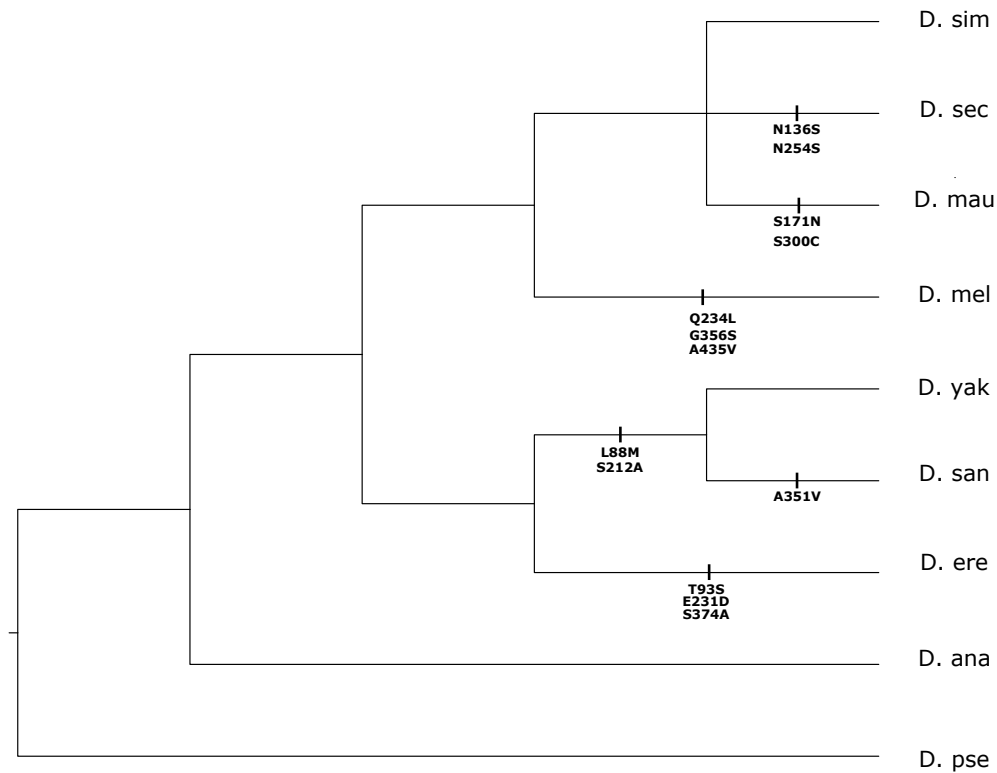 D. sim
D. sec
N136S
N254S
D. mau
S171N
S300C
D. mel
Q234L
G356S
A435V
D. yak
L88M
S212A
D. san
A351V
D. ere
T93S
E231D
S374A
D. ana
D. pse